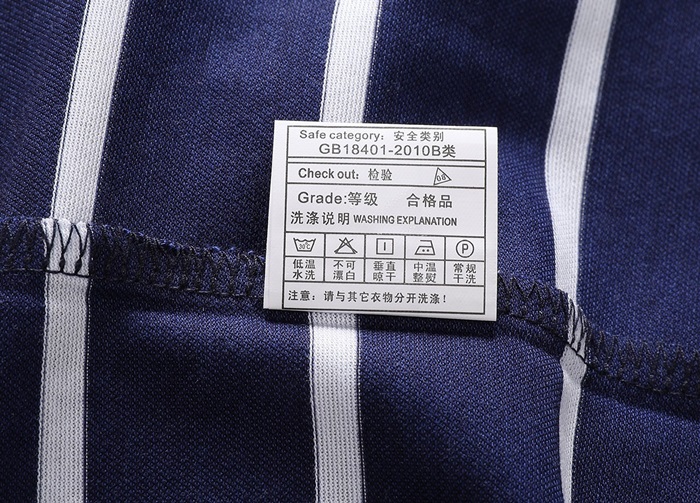 Safe category: 安全类别
GB18401-2010B类
Check out: 检验 08
Grade:等级 合格品
洗涤说明 WASHING EXPLANATION
30℃ P
低温水洗 不可漂白 垂直晾干 中温整熨 常规干洗
注意：请与其它衣物分开洗涤！